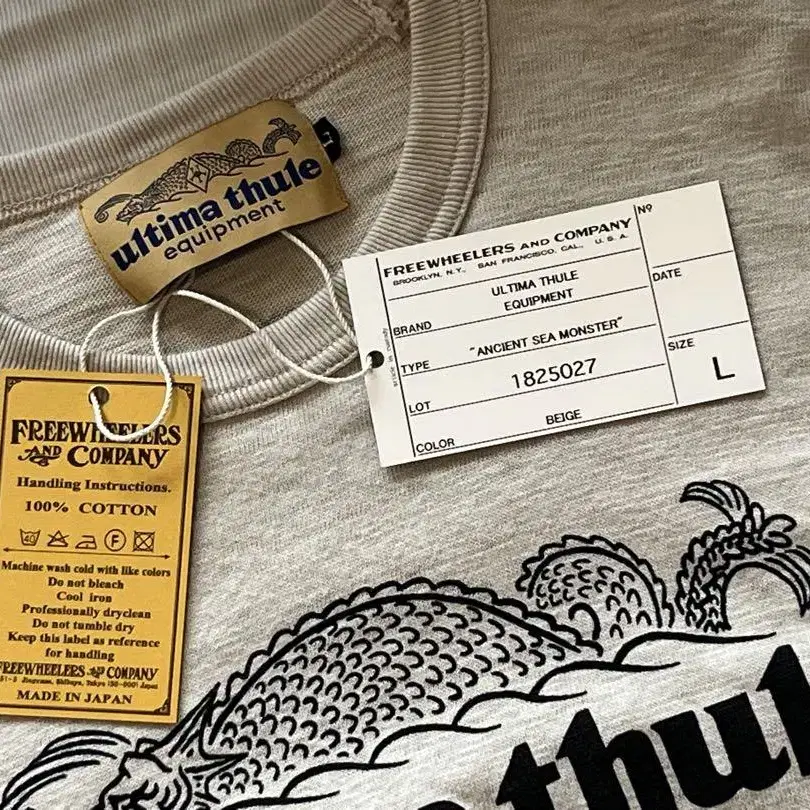 ultima thule
equipment
FREEWHEELERS AND COMPANY
BROOKLYN, N.Y., SAN FRANCISCO, CAL., U. S. A.
Nº
DATE
SIZE
L
BRAND
ULTIMA THULE
EQUIPMENT
TYPE
"ANCIENT SEA MONSTER"
LOT
1825027
COLOR
BEIGE
FREEWHEELERS
AND COMPANY
Handling Instructions.
100% COTTON
40
F
Machine wash cold with like colors
Do not bleach
Cool iron
Professionally dryclean
Do not tumble dry
Keep this label as reference
for handling
FREEWHEELERS AND COMPANY
MADE IN JAPAN
thul